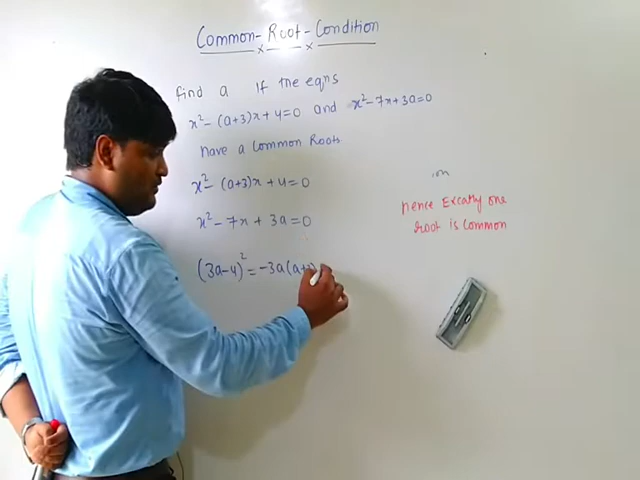 Common-Root-Condition
find a if the eqns
x²-(a+3)x+4=0 and x²-7x+3a=0
have a Common Roots.
x²-(a+3)x+4=0
x²-7x+3a=0
(3a-4)²=-3a(a+
Hence Excatly one
root is common